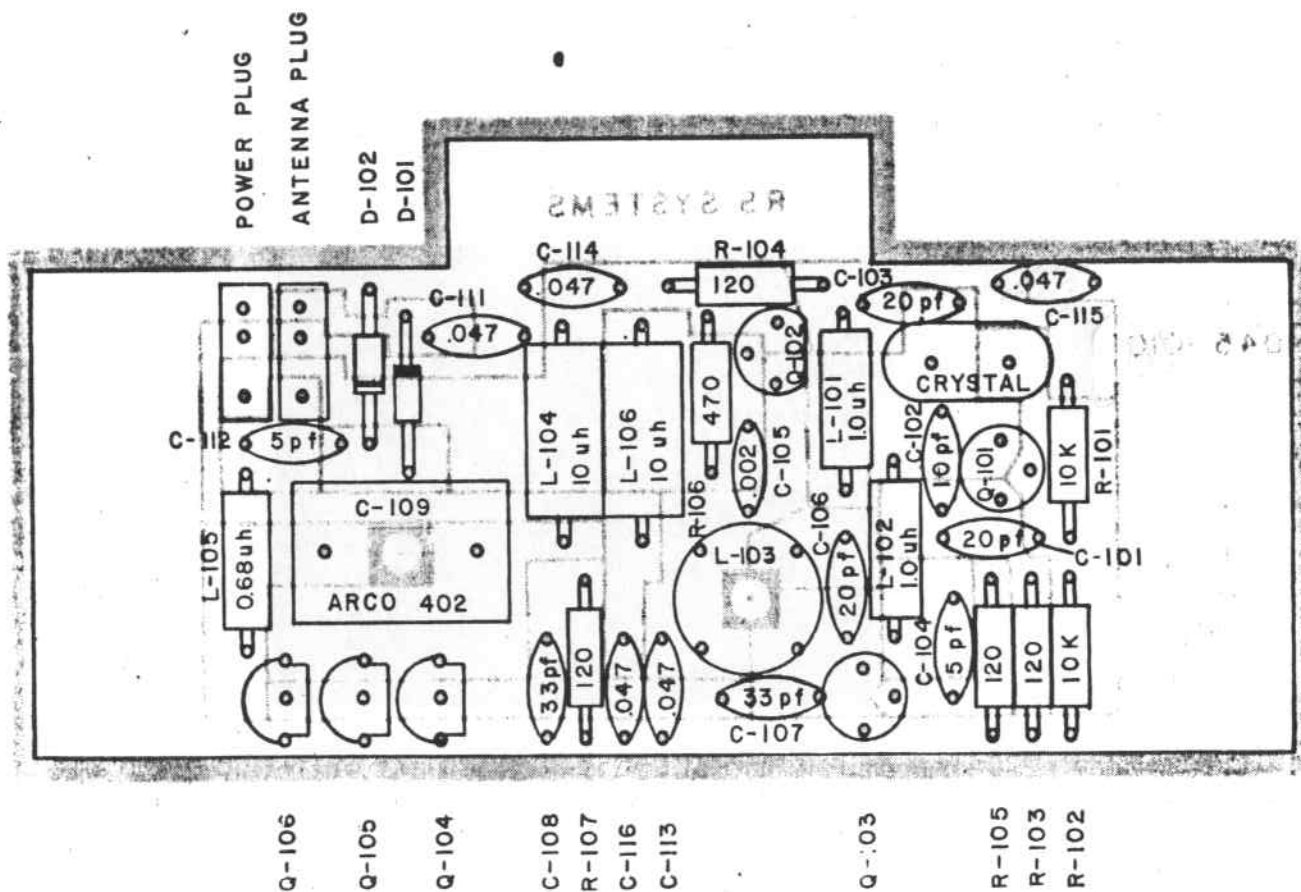 POWER PLUG
ANTENNA PLUG
D-102
D-101
RS SYSTEMS
C-114
.047
R-104
120
C-103
20 pf
.047
C-115
C-111
.047
Q-102
CRYSTAL
C-112
5 pf
L-104
10 uh
L-106
10 uh
470
R-106
.002
C-105
L-101
1.0 uh
C-102
10 pf
Q-101
10K
R-101
L-105
0.68 uh
C-109
ARCO 402
L-103
C-106
20 pf
L-102
1.0 uh
20 pf
C-101
C-104
5 pf
120
120
10K
33 pf
120
.047
.047
33 pf
C-107
Q-106
Q-105
Q-104
C-108
R-107
C-116
C-113
R-105
R-103
R-102